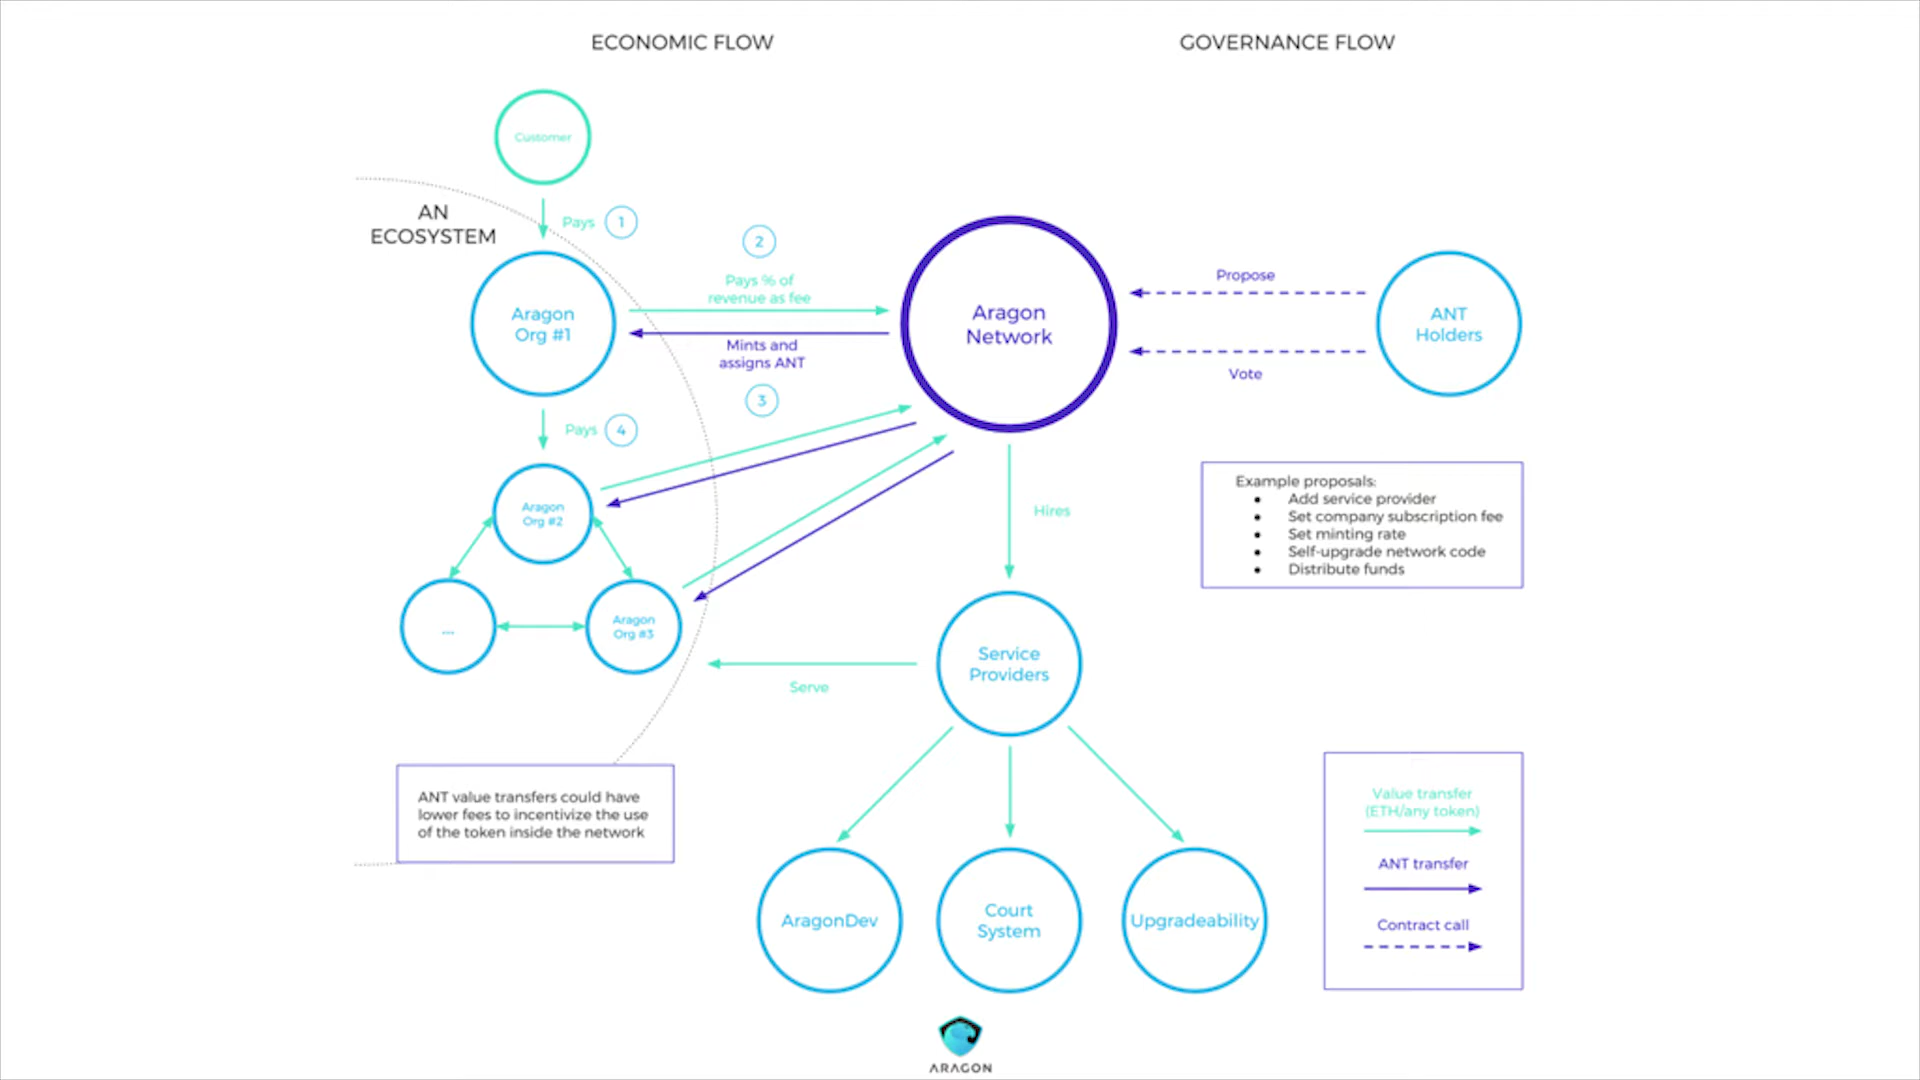 ECONOMIC FLOW
GOVERNANCE FLOW
Customer
AN
ECOSYSTEM
Pays 1
2
Pays % of
revenue as fee
Aragon
Org #1
Mints and
assigns ANT
3
Aragon
Network
Propose
Vote
ANT
Holders
Pays 4
Aragon
Org #2
...
Aragon
Org #3
Hires
Example proposals:
• Add service provider
• Set company subscription fee
• Set minting rate
• Self-upgrade network code
• Distribute funds
Service
Providers
Serve
ANT value transfers could have
lower fees to incentivize the use
of the token inside the network
AragonDev
Court
System
Upgradeability
Value transfer
(ETH/any token)
ANT transfer
Contract call
ARAGON